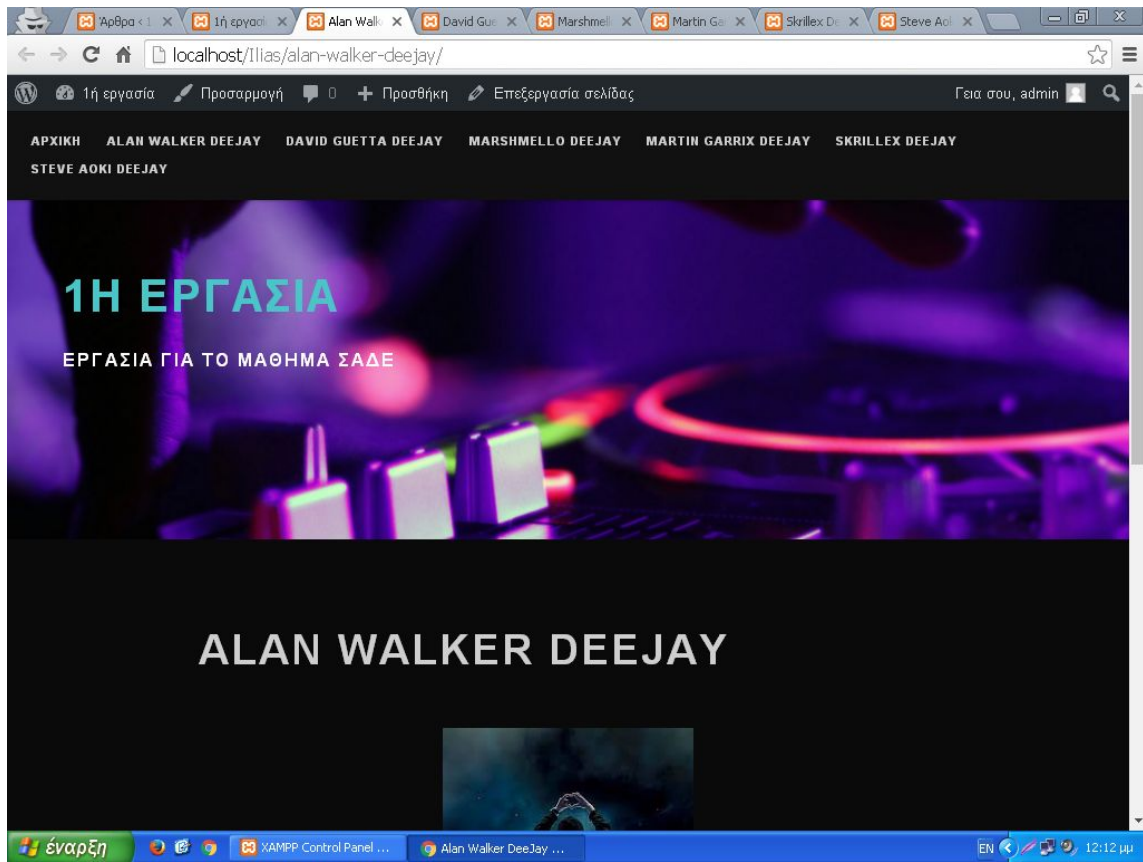 Άρθρα < 1
1ή εργασί
Alan Walk
David Gue
Marshmell
Martin Gar
Skrillex De
Steve Aok
localhost/Ilias/alan-walker-deejay/
1ή εργασία
Προσαρμογή
0
Προσθήκη
Επεξεργασία σελίδας
Γεια σου, admin
ΑΡΧΙΚΗ ALAN WALKER DEEJAY DAVID GUETTA DEEJAY MARSHMELLO DEEJAY MARTIN GARRIX DEEJAY SKRILLEX DEEJAY
STEVE AOKI DEEJAY
1Η ΕΡΓΑΣΙΑ
ΕΡΓΑΣΙΑ ΓΙΑ ΤΟ ΜΑΘΗΜΑ ΣΑΔΕ
ALAN WALKER DEEJAY
έναρξη
XAMPP Control Panel ...
Alan Walker DeeJay ...
EN
12:12 μμ